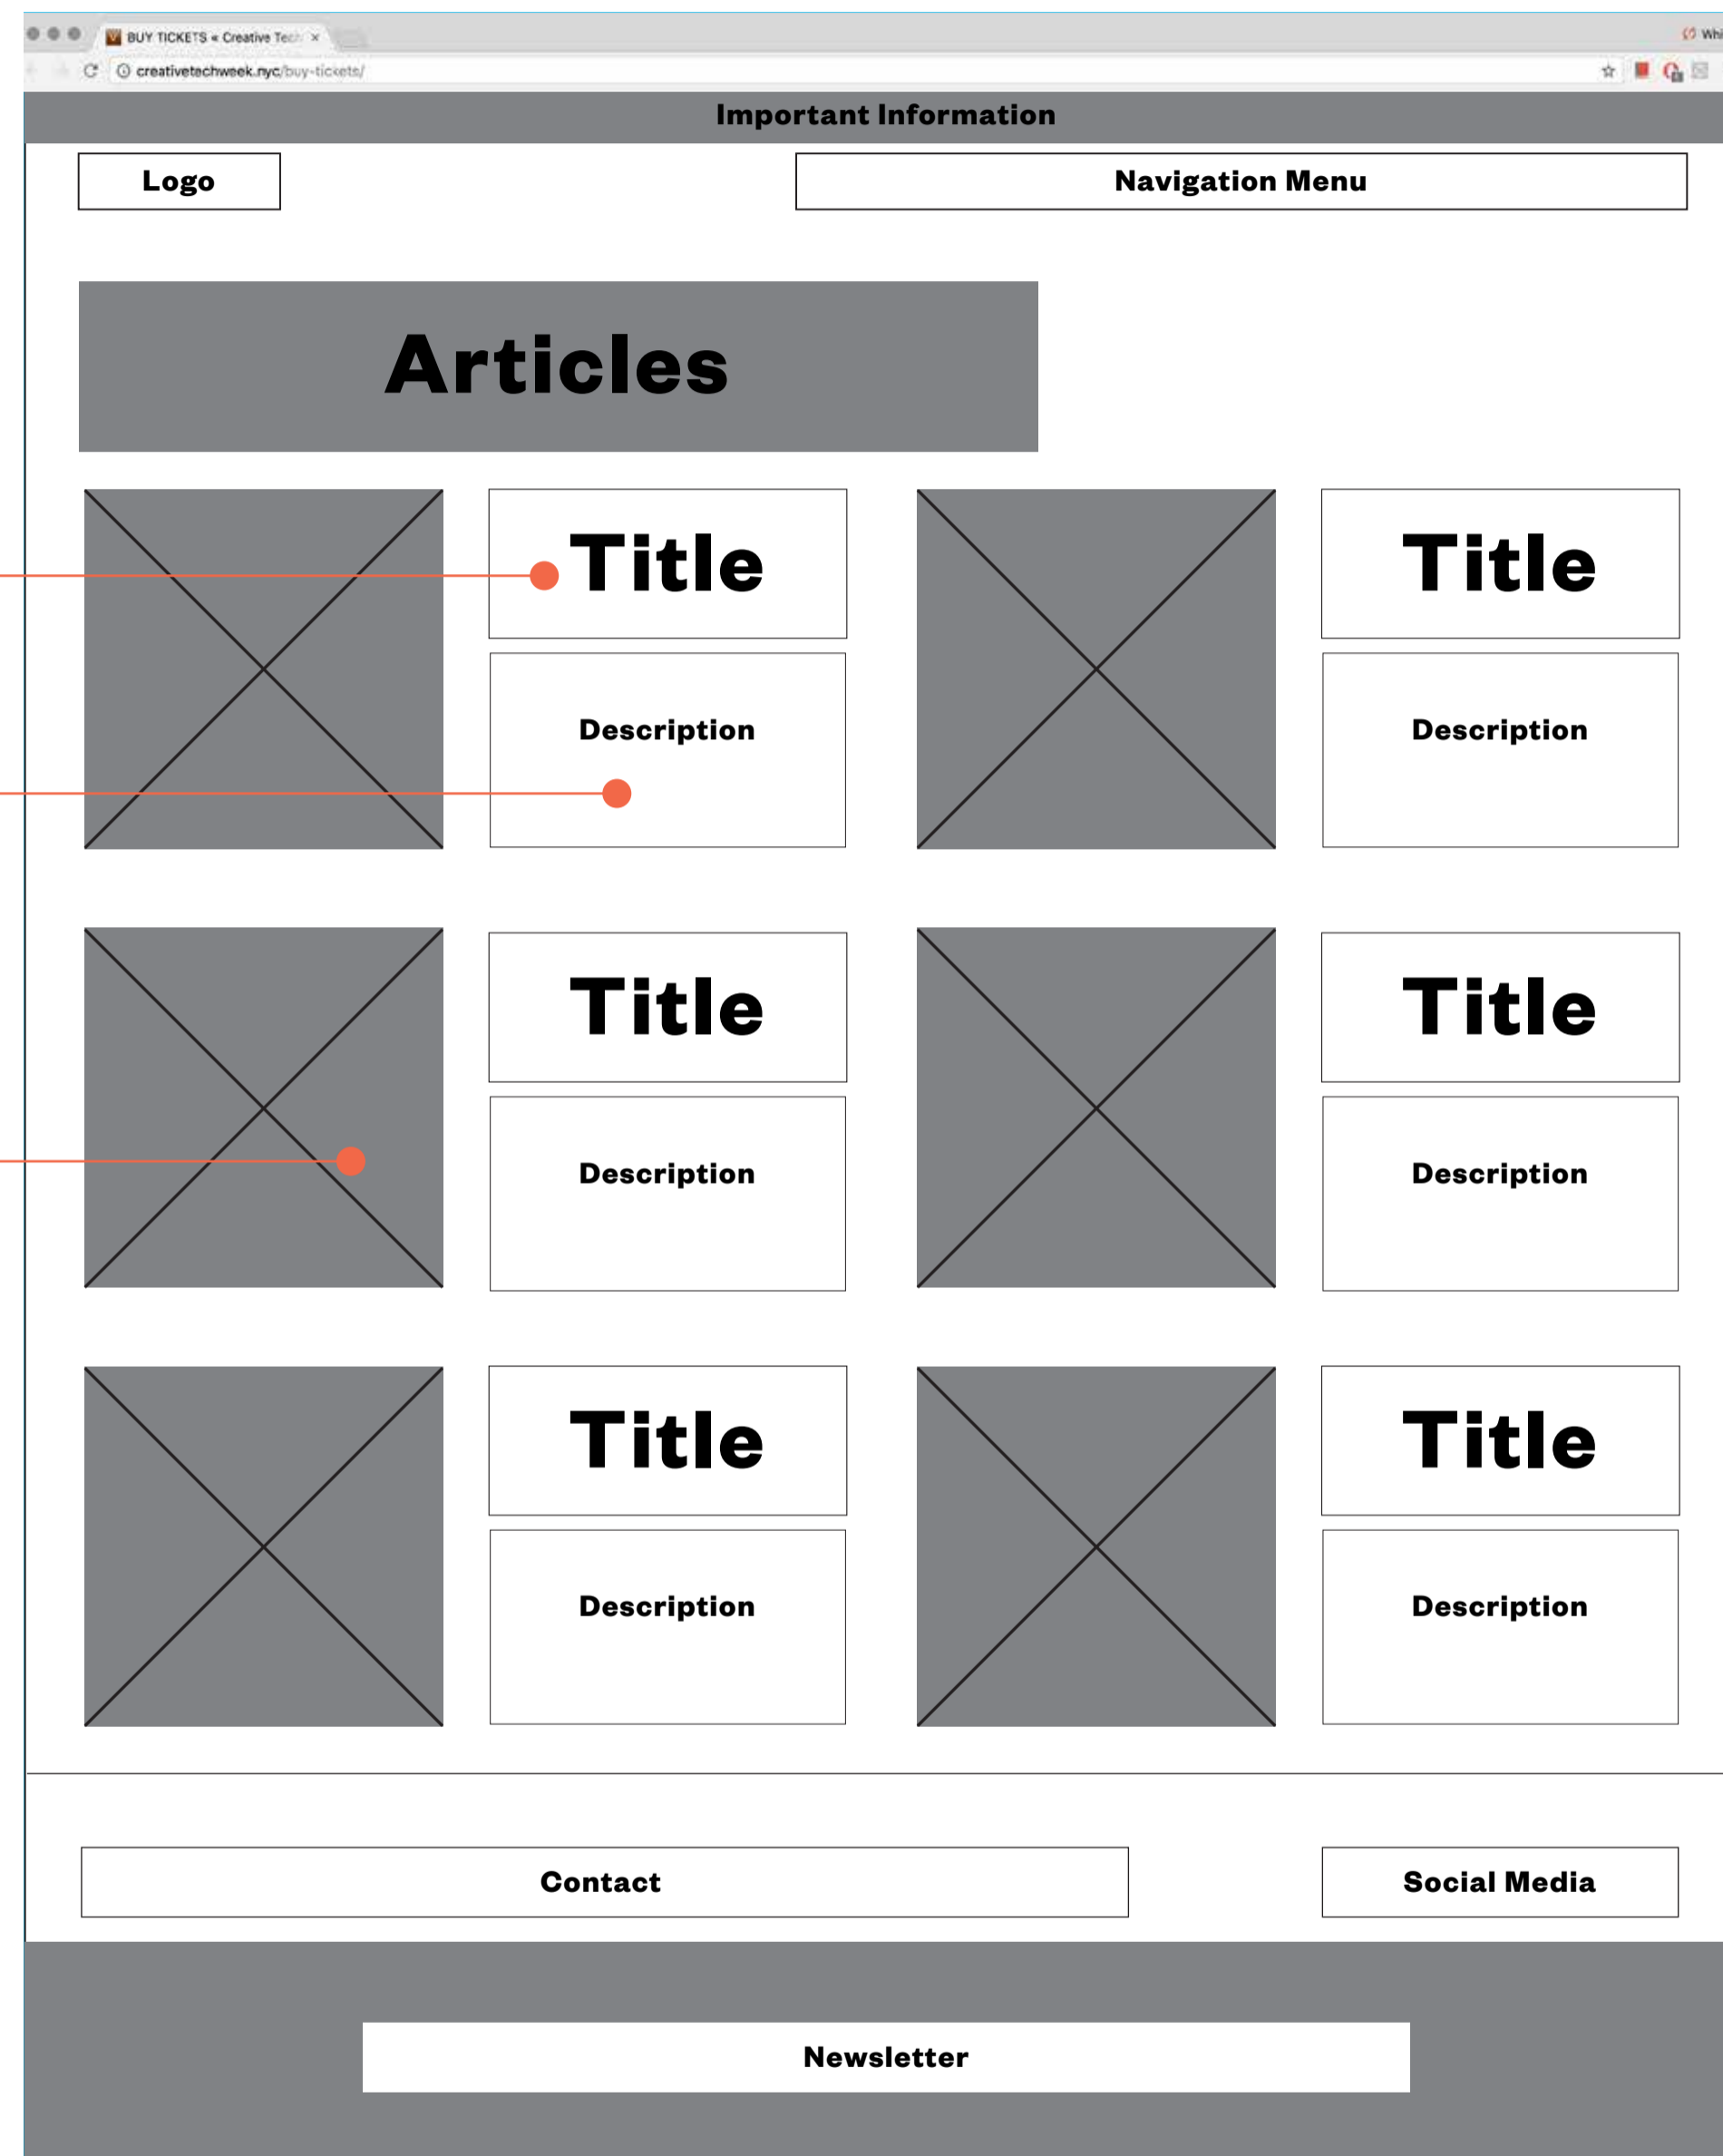 BUY TICKETS « Creative Tech
Whi
creativetechweek.nyc/buy-tickets/
Important Information
Logo
Navigation Menu
Articles
Title
Title
Description
Description
Title
Title
Description
Description
Title
Title
Description
Description
Contact
Social Media
Newsletter